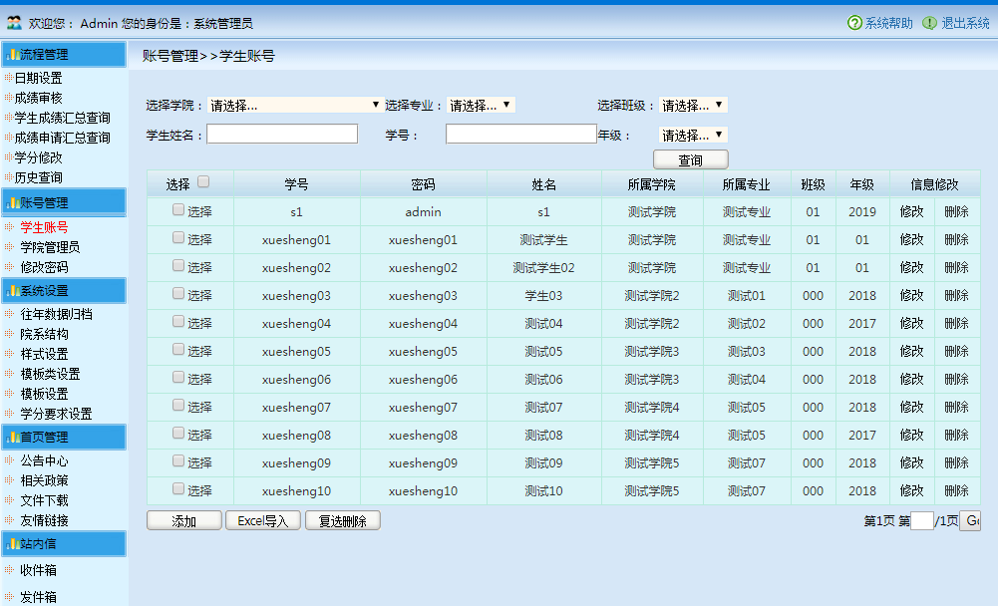 欢迎您： Admin 您的身份是：系统管理员
系统帮助 退出系统
流程管理
日期设置
成绩审核
学生成绩汇总查询
成绩申请汇总查询
学分修改
历史查询
账号管理
学生账号
学院管理员
修改密码
系统设置
往年数据归档
院系结构
样式设置
模板类设置
模板设置
学分要求设置
首页管理
公告中心
相关政策
文件下载
友情链接
站内信
收件箱
发件箱
账号管理>>学生账号
选择学院： 请选择... 选择专业： 请选择... 选择班级： 请选择...
学生姓名： 学号： 年级： 请选择...
查询
选择 学号 密码 姓名 所属学院 所属专业 班级 年级 信息修改
选择 s1 admin s1 测试学院 测试专业 01 2019 修改 删除
选择 xuesheng01 xuesheng01 测试学生 测试学院 测试专业 01 01 修改 删除
选择 xuesheng02 xuesheng02 测试学生02 测试学院 测试专业 01 01 修改 删除
选择 xuesheng03 xuesheng03 学生03 测试学院2 测试01 000 2018 修改 删除
选择 xuesheng04 xuesheng04 测试04 测试学院2 测试02 000 2017 修改 删除
选择 xuesheng05 xuesheng05 测试05 测试学院3 测试03 000 2018 修改 删除
选择 xuesheng06 xuesheng06 测试06 测试学院3 测试04 000 2018 修改 删除
选择 xuesheng07 xuesheng07 测试07 测试学院4 测试05 000 2018 修改 删除
选择 xuesheng08 xuesheng08 测试08 测试学院4 测试05 000 2017 修改 删除
选择 xuesheng09 xuesheng09 测试09 测试学院5 测试07 000 2018 修改 删除
选择 xuesheng10 xuesheng10 测试10 测试学院5 测试07 000 2018 修改 删除
添加 Excel导入 复选删除 第1页 第 /1页 Go